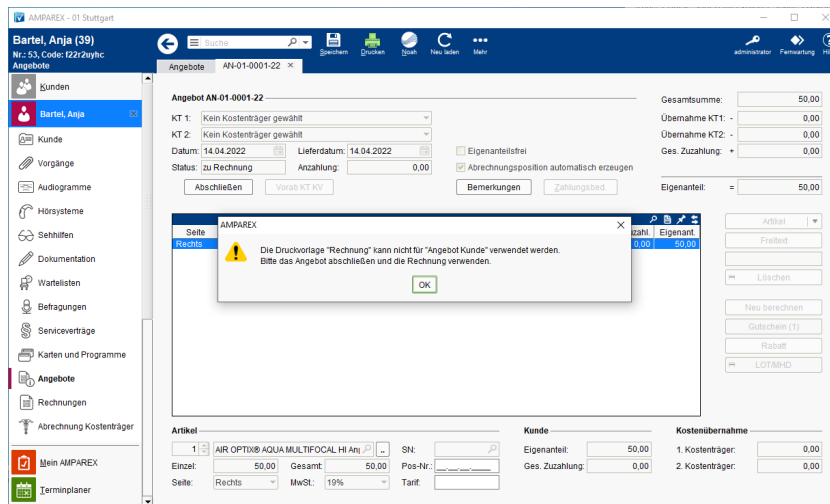 AMPAREX - 01 Stuttgart
Bartel, Anja (39)
Nr.: 53, Code: f22r2uyhc
Angebote
Suche
Speichern
Drucken
Noah
Neu laden
Mehr
administrator
Fernwartung
Angebote
AN-01-0001-22
Kunden
Bartel, Anja
Kunde
Vorgänge
Audiogramme
Hörsysteme
Sehhilfen
Dokumentation
Wartelisten
Befragungen
Serviceverträge
Karten und Programme
Angebote
Rechnungen
Abrechnung Kostenträger
Mein AMPAREX
Terminplaner
Angebot AN-01-0001-22
KT 1: Kein Kostenträger gewählt
KT 2: Kein Kostenträger gewählt
Datum: 14.04.2022 Lieferdatum: 14.04.2022 Eigenanteilsfrei
Status: zu Rechnung Anzahlung: 0,00 Abrechnungsposition automatisch erzeugen
Abschließen Vorab KT KV Bemerkungen Zahlungsbed.
Gesamtsumme: 50,00
Übernahme KT1: - 0,00
Übernahme KT2: - 0,00
Ges. Zuzahlung: + 0,00
Eigenanteil: = 50,00
Seite
uzahl. Eigenant.
Rechts
0,00 50,00
AMPAREX
Die Druckvorlage "Rechnung" kann nicht für "Angebot Kunde" verwendet werden.
Bitte das Angebot abschließen und die Rechnung verwenden.
OK
Artikel
Freitext
Löschen
Neu berechnen
Gutschein (1)
Rabatt
LOT/MHD
Artikel
1 AIR OPTIX® AQUA MULTIFOCAL HI .. SN:
Einzel: 50,00 Gesamt: 50,00 Pos-Nr.: __.__.__.____
Seite: Rechts MwSt.: 19% Tarif:
Kunde
Eigenanteil: 50,00
Ges. Zuzahlung: 0,00
Kostenübernahme
1. Kostenträger: 0,00
2. Kostenträger: 0,00